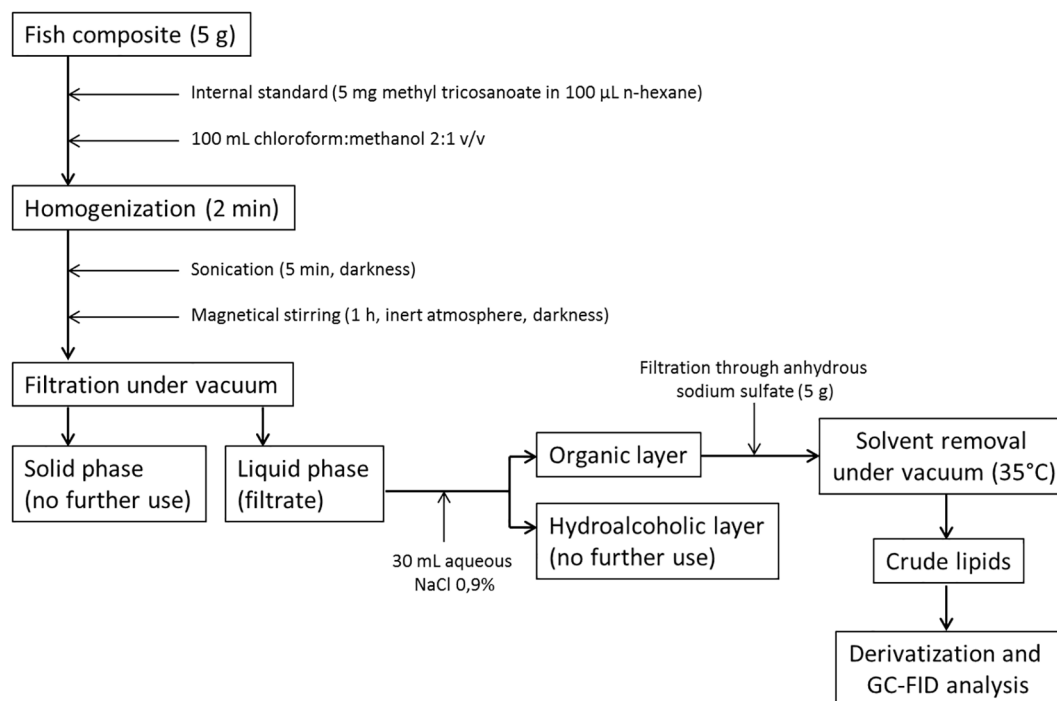 Fish composite (5 g)
Internal standard (5 mg methyl tricosanoate in 100 µL n-hexane)
100 mL chloroform:methanol 2:1 v/v
Homogenization (2 min)
Sonication (5 min, darkness)
Magnetical stirring (1 h, inert atmosphere, darkness)
Filtration under vacuum
Solid phase
(no further use)
Liquid phase
(filtrate)
30 mL aqueous
NaCl 0,9%
Organic layer
Hydroalcoholic layer
(no further use)
Filtration through anhydrous
sodium sulfate (5 g)
Solvent removal
under vacuum (35°C)
Crude lipids
Derivatization and
GC-FID analysis